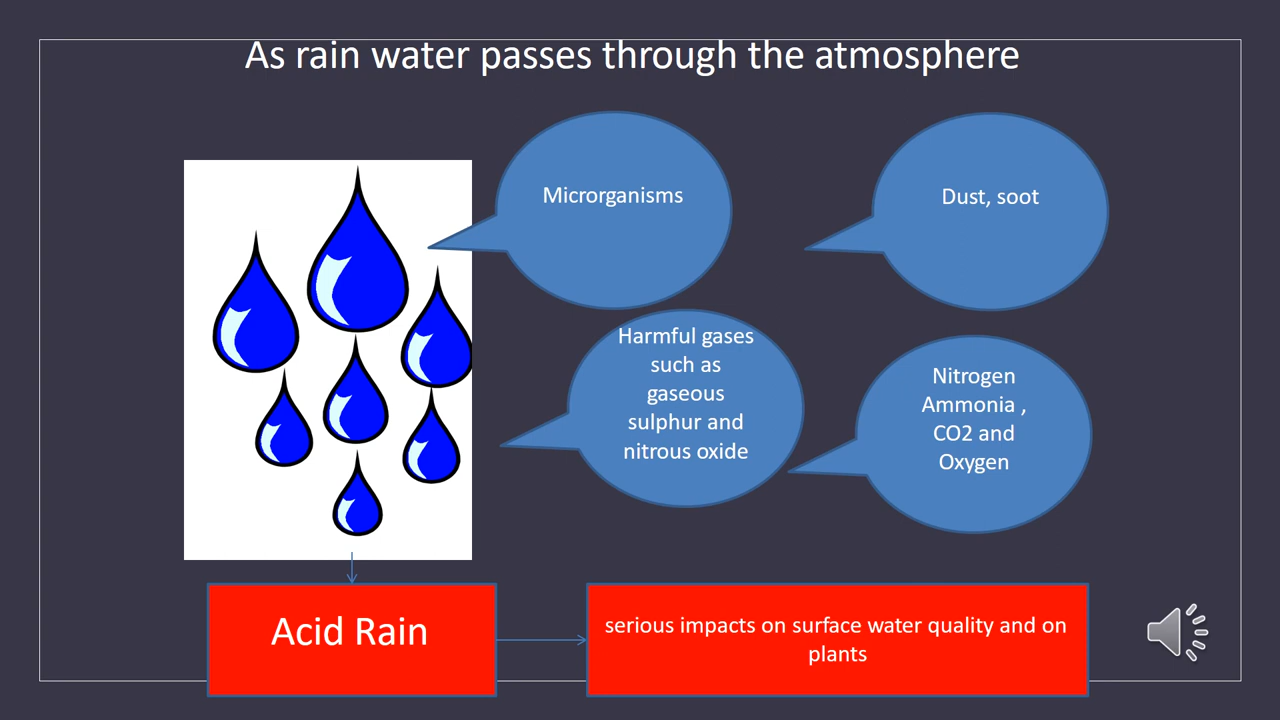 As rain water passes through the atmosphere
Microrganisms
Dust, soot
Harmful gases
such as
gaseous
sulphur and
nitrous oxide
Nitrogen
Ammonia ,
CO2 and
Oxygen
Acid Rain
serious impacts on surface water quality and on
plants